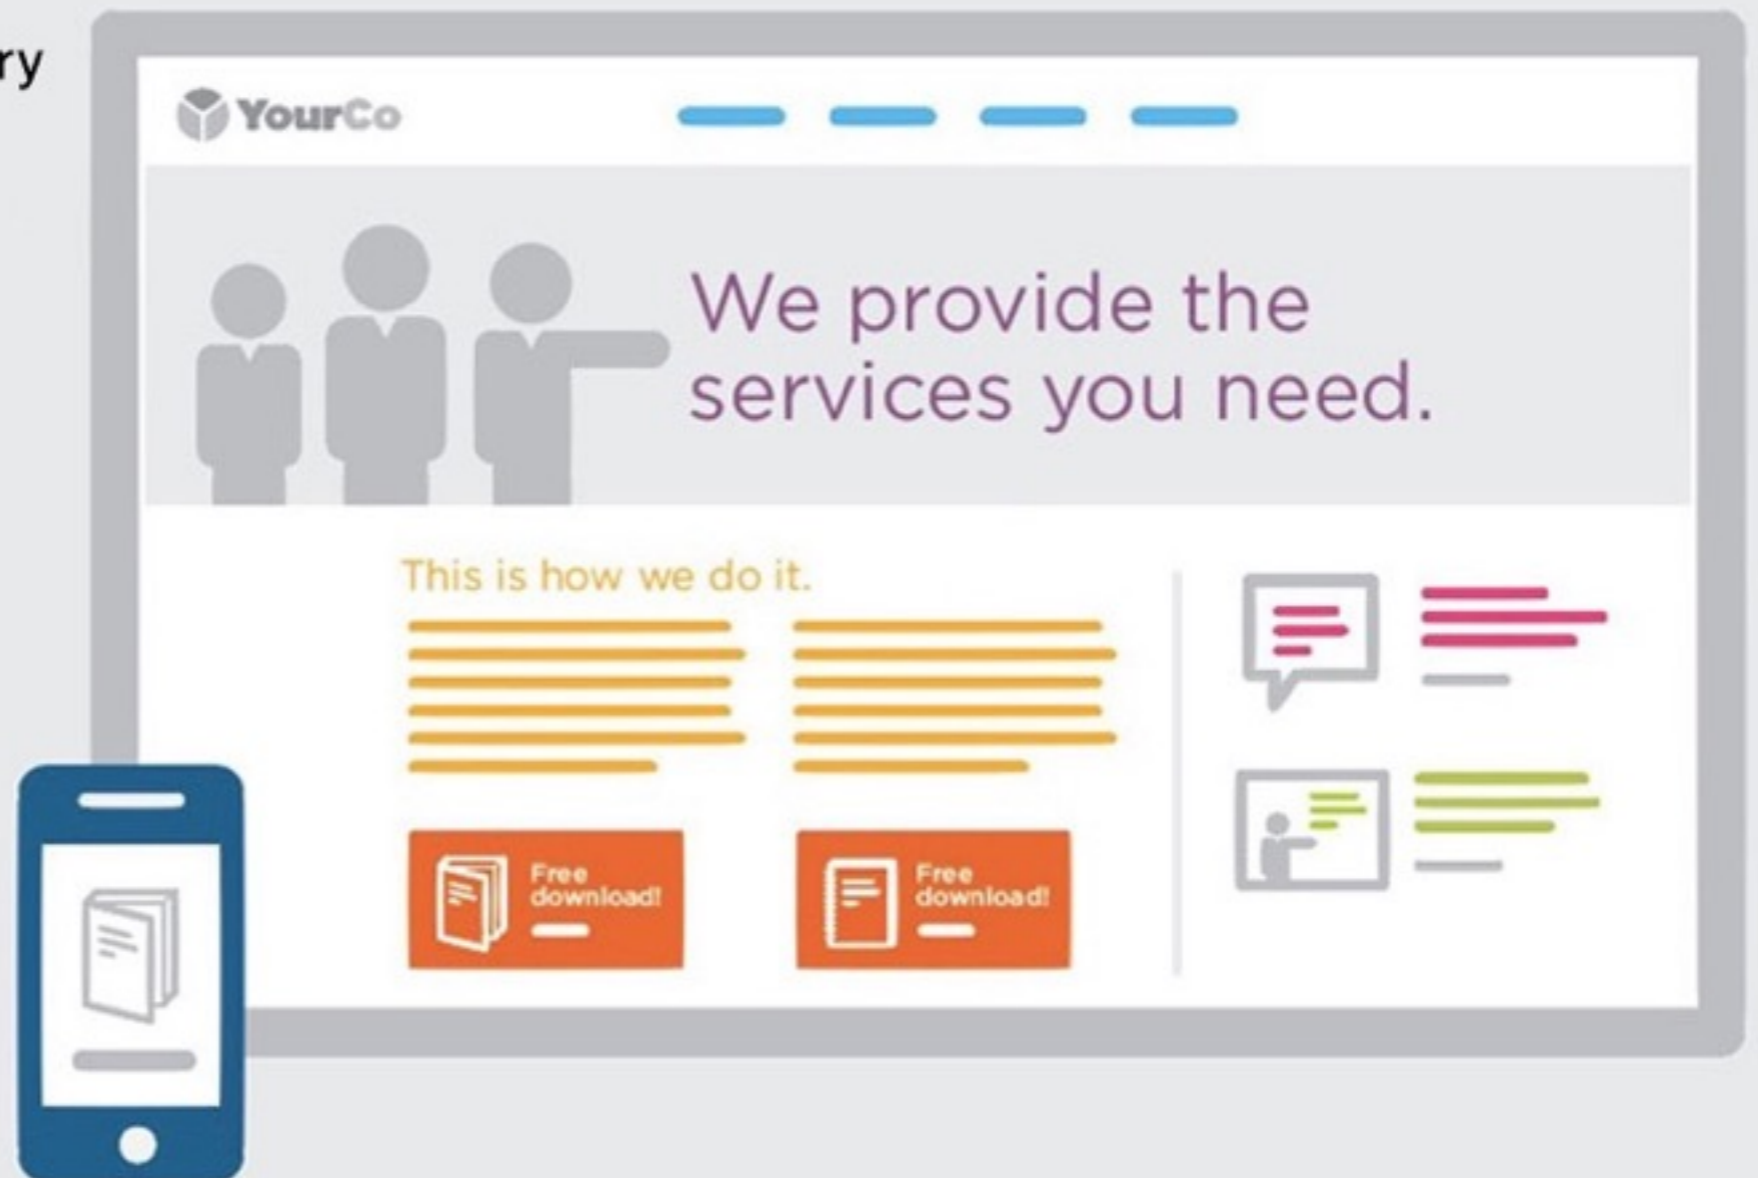 ry
YourCo
We provide the
services you need.
This is how we do it.
Free
download!
Free
download!